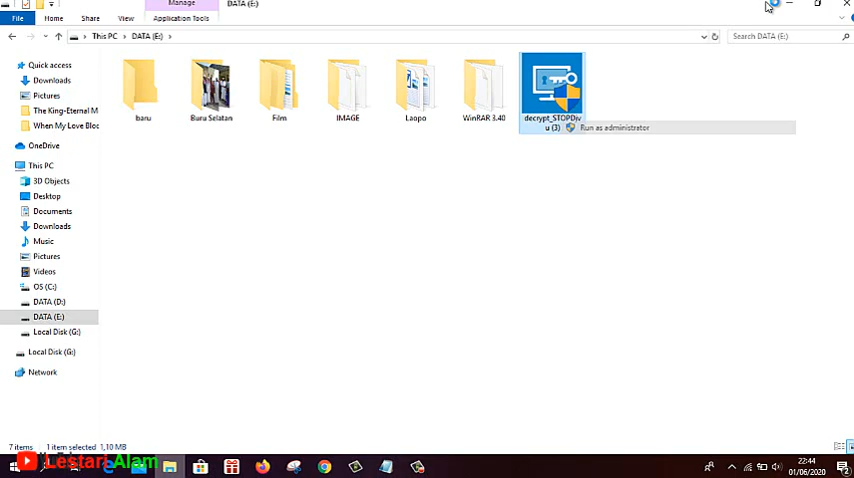 Manage
DATA (E:)
File
Home
Share
View
Application Tools
This PC
DATA (E:)
Search DATA (E:)
Quick access
Downloads
Pictures
The King-Eternal M
When My Love Bloo
OneDrive
This PC
3D Objects
Desktop
Documents
Downloads
Music
Pictures
Videos
OS (C:)
DATA (D:)
DATA (E:)
Local Disk (G:)
Local Disk (G:)
Network
baru
Buru Selatan
Film
IMAGE
Laopo
WinRAR 3.40
decrypt_STOPDjv
u (3)
Run as administrator
7 items
1 item selected 1,10 MB
Lestari Alam
22:44
01/06/2020
2